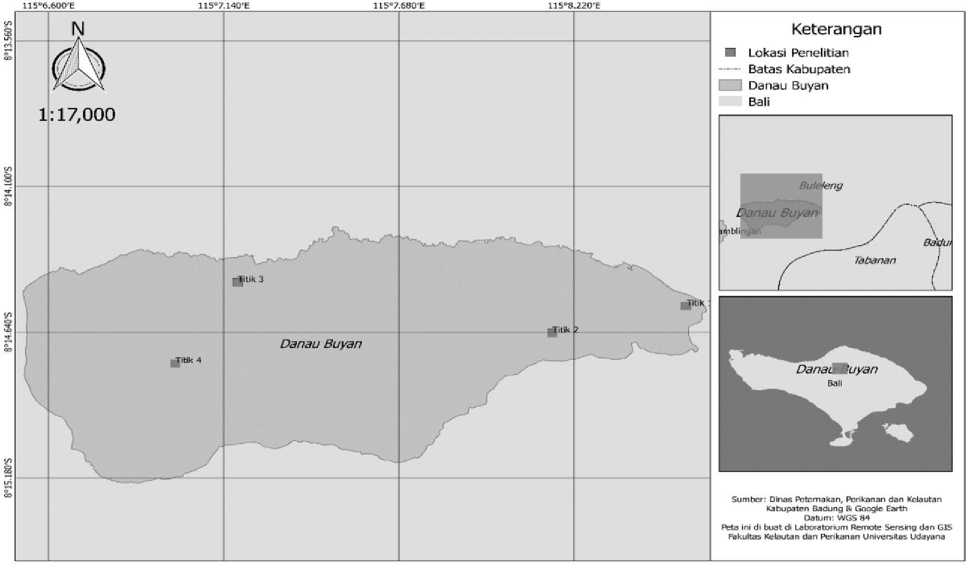 115°6.600'E
115°7.140'E
115°7.680'E
115°8.220'E
8°13.560'S
8°14.100'S
8°14.640'S
8°15.180'S
N
1:17,000
Titik 3
Titik
Titik 2
Titik 4
Danau Buyan
Keterangan
Lokasi Penelitian
Batas Kabupaten
Danau Buyan
Bali
Buleleng
Danau Buyan
amblingan
Badun
Tabanan
Danau Buyan
Bali
Sumber: Dinas Peternakan, Perikanan dan Kelautan
Kabupaten Badung & Google Earth
Datum: WGS 84
Peta ini di buat di Laboratorium Remote Sensing dan GIS
Fakultas Kelautan dan Perikanan Universitas Udayana